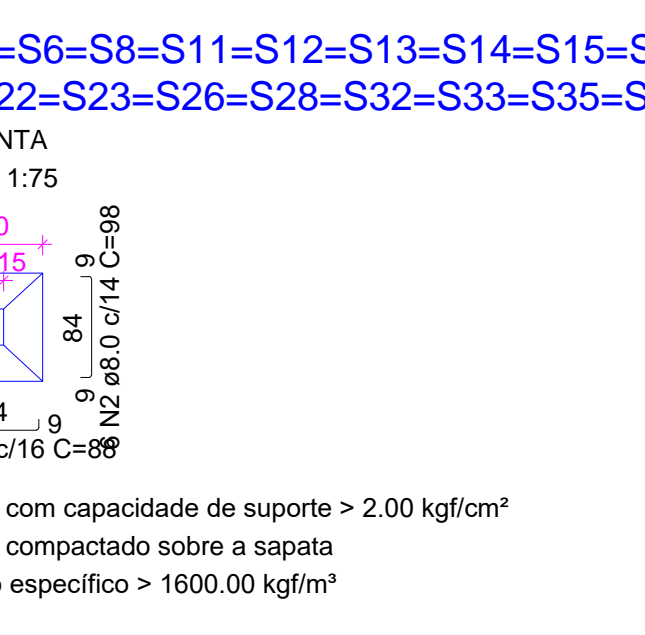 =S6=S8=S11=S12=S13=S14=S15=S
22=S23=S26=S28=S32=S33=S35=S
NTA
1:75
0
15
9
84
9
6 N2 ø8.0 c/14 C=98
4
9
c/16 C=88
com capacidade de suporte > 2.00 kgf/cm²
compactado sobre a sapata
específico > 1600.00 kgf/m³